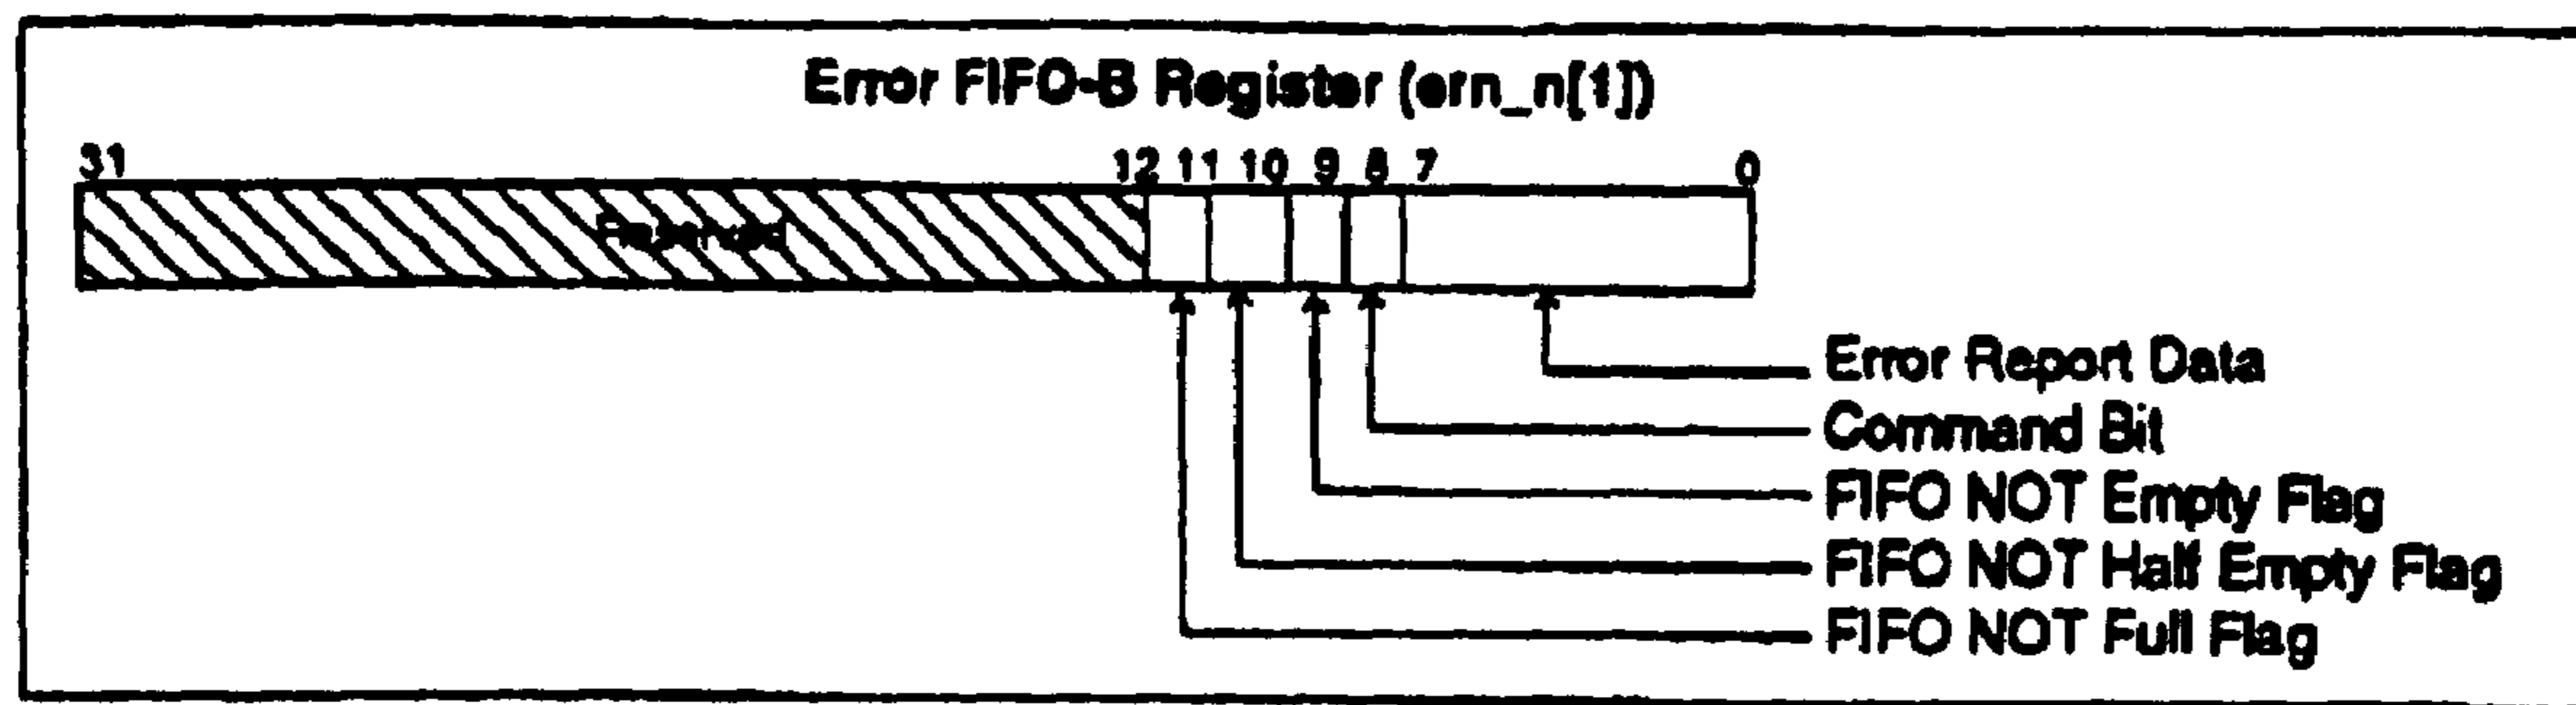 Error FIFO-B Register (ern_n[1])
31 12 11 10 9 8 7 0
Reserved
Error Report Data
Command Bit
FIFO NOT Empty Flag
FIFO NOT Half Empty Flag
FIFO NOT Full Flag